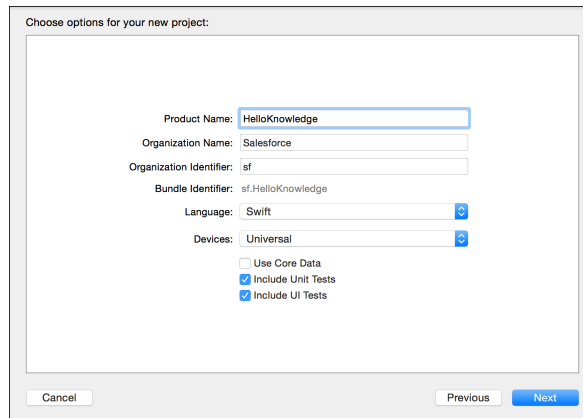 Choose options for your new project:
Product Name: HelloKnowledge
Organization Name: Salesforce
Organization Identifier: sf
Bundle Identifier: sf.HelloKnowledge
Language: Swift
Devices: Universal
Use Core Data
Include Unit Tests
Include UI Tests
Cancel Previous Next